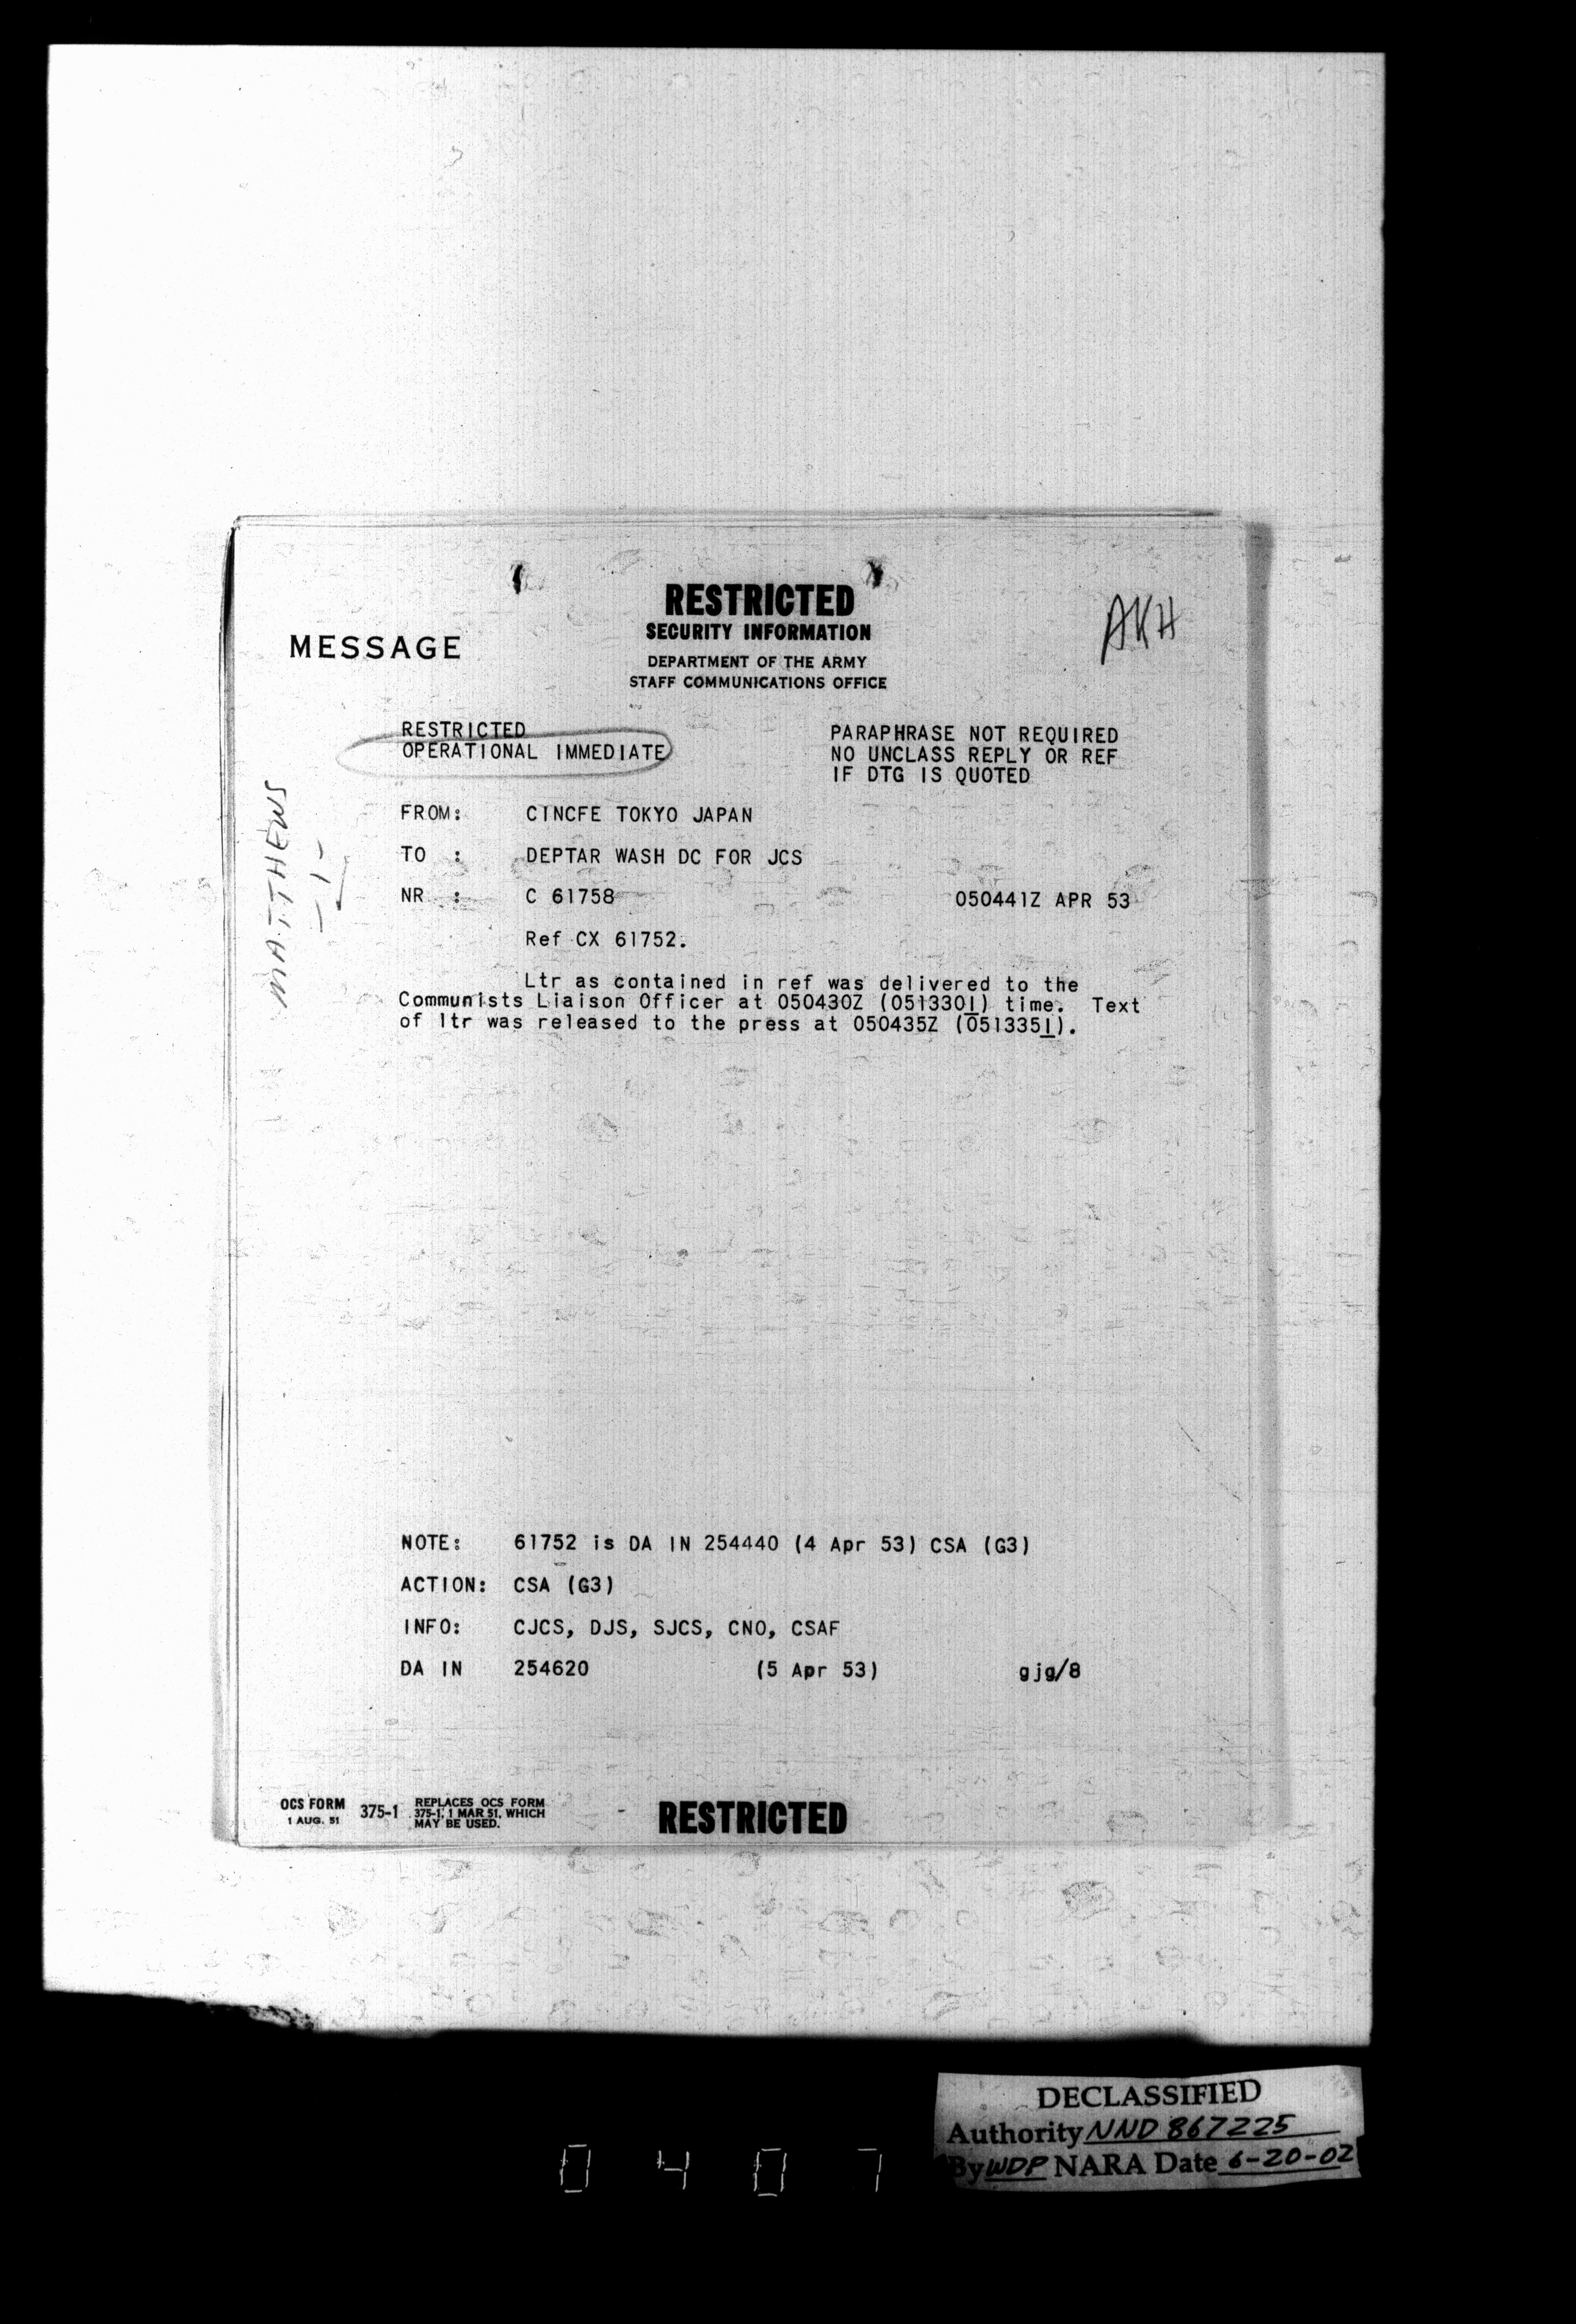 RESTRICTED
SECURITY INFORMATION
DEPARTMENT OF THE ARMY
STAFF COMMUNICATIONS OFFICE
MESSAGE
AKH
RESTRICTED
OPERATIONAL IMMEDIATE
PARAPHRASE NOT REQUIRED
NO UNCLASS REPLY OR REF
IF DTG IS QUOTED
MATTHEWS
-1-
FROM: CINCFE TOKYO JAPAN
TO : DEPTAR WASH DC FOR JCS
NR : C 61758 050441Z APR 53
Ref CX 61752.
Ltr as contained in ref was delivered to the
Communists Liaison Officer at 050430Z (051330I) time. Text
of ltr was released to the press at 050435Z (051335I).
NOTE: 61752 is DA IN 254440 (4 Apr 53) CSA (G3)
ACTION: CSA (G3)
INFO: CJCS, DJS, SJCS, CNO, CSAF
DA IN 254620 (5 Apr 53) gjg/8
OCS FORM 375-1 REPLACES OCS FORM
1 AUG. 51 375-1, 1 MAR 51, WHICH
MAY BE USED.
RESTRICTED
DECLASSIFIED
Authority NND 867225
By WDP NARA Date 6-20-02
0 4 0 7